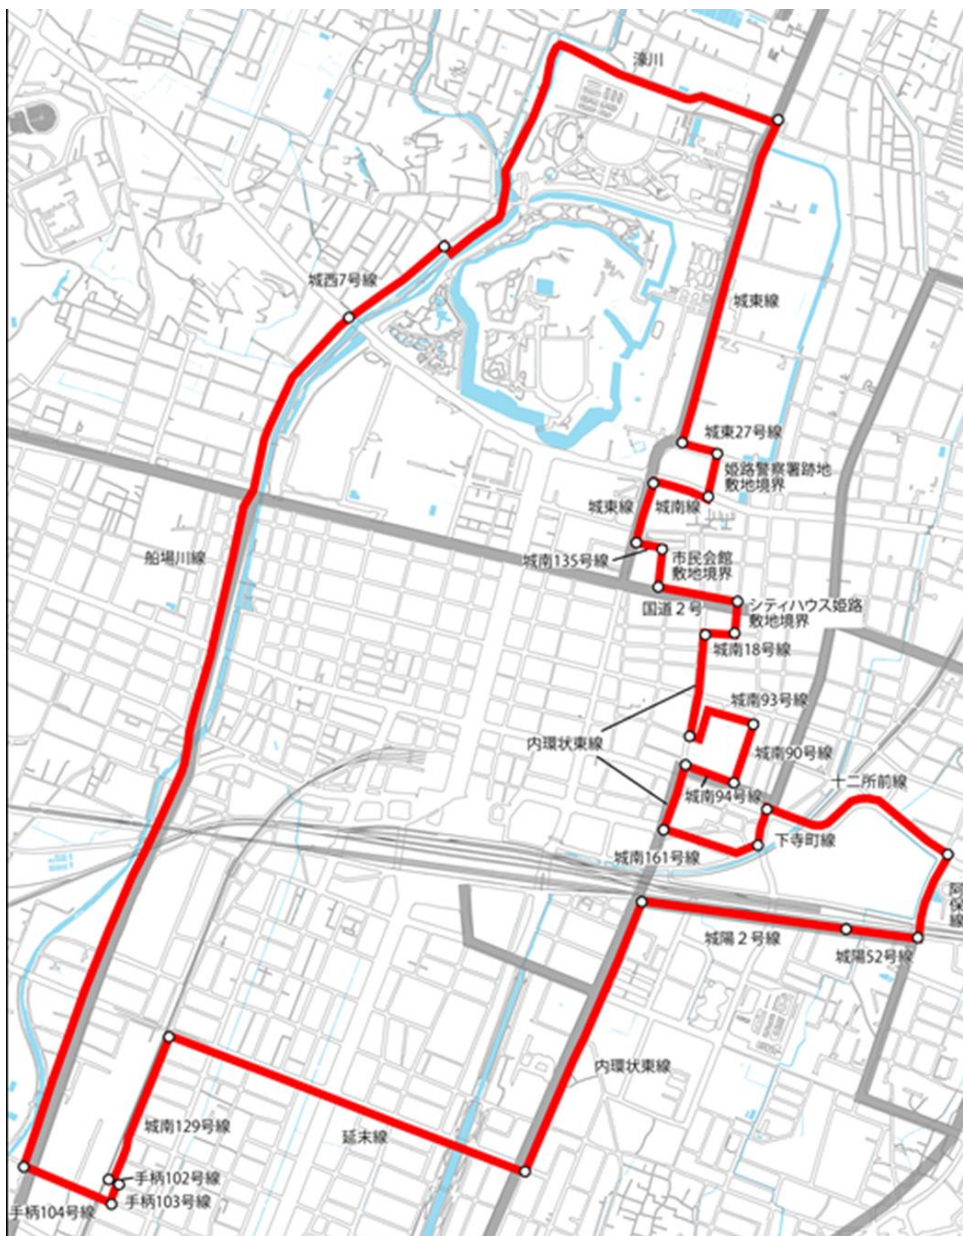 濠川
城西7号線
城東線
城東27号線
姫路警察署跡地
敷地境界
城東線
城南線
船場川線
城南135号線
市民会館
敷地境界
国道２号
シティハウス姫路
敷地境界
城南18号線
城南93号線
内環状東線
城南90号線
十二所前線
城南94号線
下寺町線
城南161号線
阿保線
城陽２号線
城陽52号線
内環状東線
城南129号線
延末線
手柄102号線
手柄103号線
手柄104号線